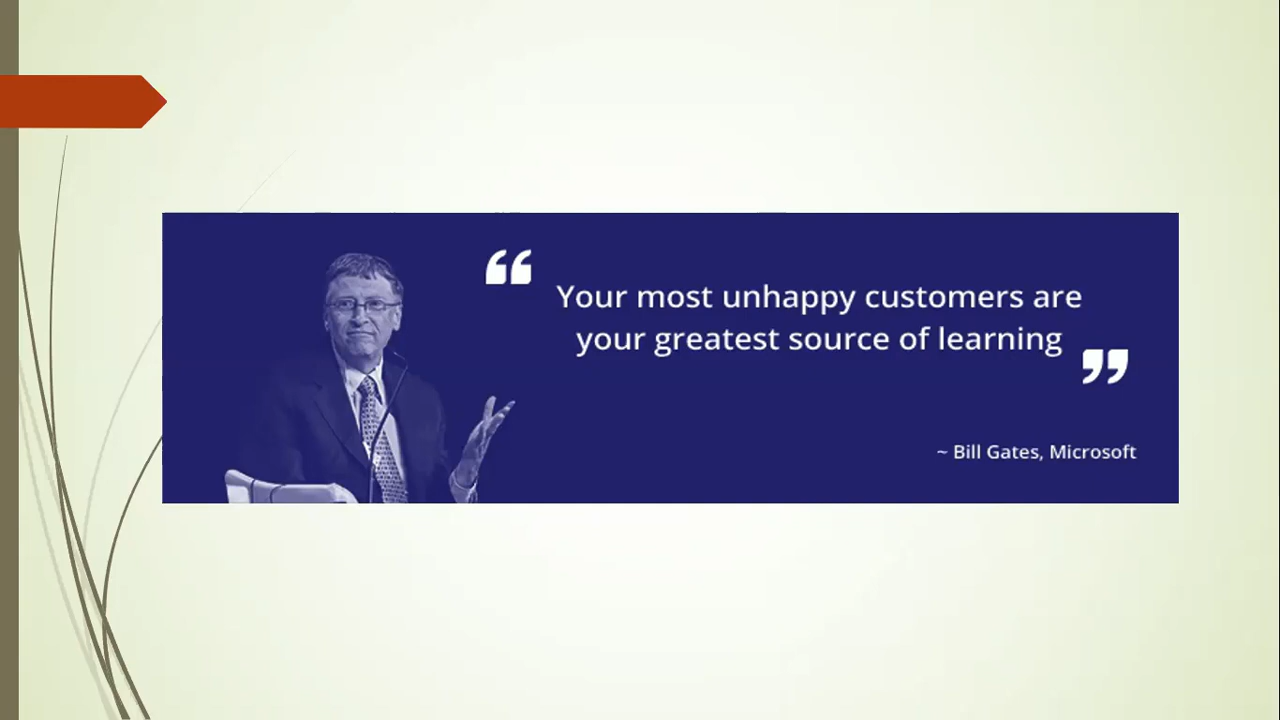 “ Your most unhappy customers are
your greatest source of learning ”
~ Bill Gates, Microsoft